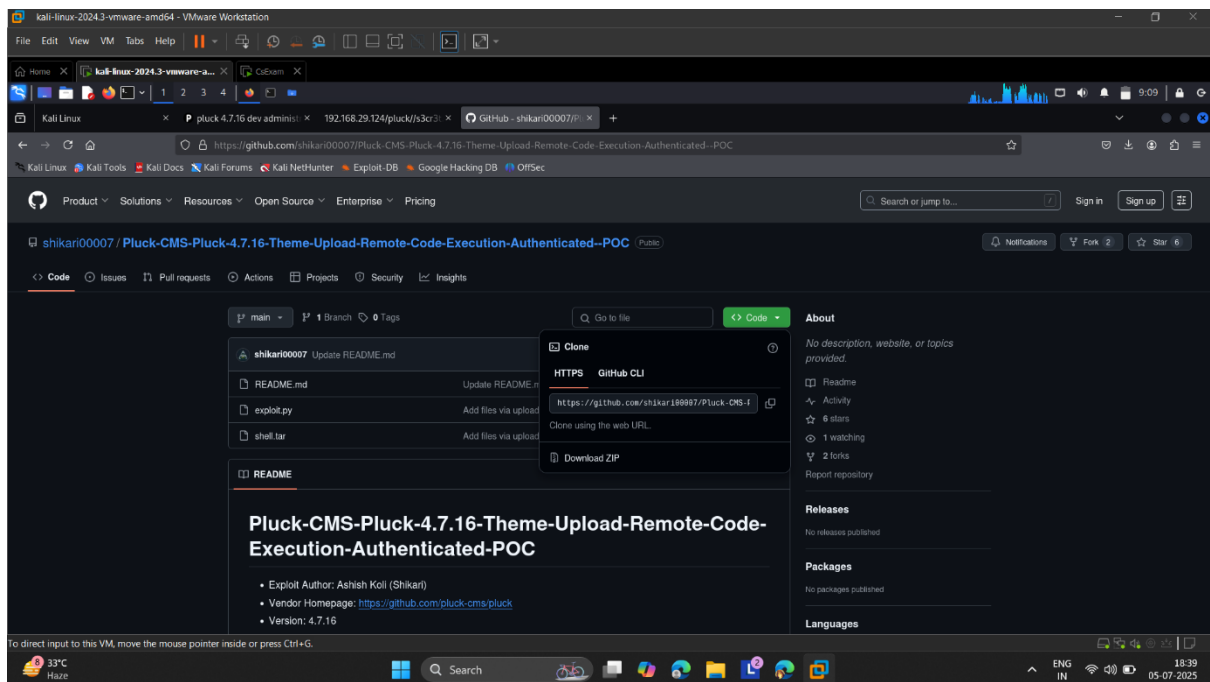 kali-linux-2024.3-vmware-amd64 - VMware Workstation
File Edit View VM Tabs Help
Home kali-linux-2024.3-vmware-a... CsExam
1 2 3 4 9:09
Kali Linux pluck 4.7.16 dev administ 192.168.29.124/pluck//s3cr3t GitHub - shikari00007/Pl
https://github.com/shikari00007/Pluck-CMS-Pluck-4.7.16-Theme-Upload-Remote-Code-Execution-Authenticated--POC
Kali Linux Kali Tools Kali Docs Kali Forums Kali NetHunter Exploit-DB Google Hacking DB OffSec
Product Solutions Resources Open Source Enterprise Pricing Search or jump to... Sign in Sign up
shikari00007 / Pluck-CMS-Pluck-4.7.16-Theme-Upload-Remote-Code-Execution-Authenticated--POC Public Notifications Fork 2 Star 6
Code Issues Pull requests Actions Projects Security Insights
main 1 Branch 0 Tags Go to file Code
shikari00007 Update README.md
README.md Update README.m
exploit.py Add files via upload
shell.tar Add files via upload
Clone
HTTPS GitHub CLI
https://github.com/shikari00007/Pluck-CMS-F
Clone using the web URL.
Download ZIP
About
No description, website, or topics
provided.
Readme
Activity
6 stars
1 watching
2 forks
Report repository
README
Pluck-CMS-Pluck-4.7.16-Theme-Upload-Remote-Code-
Execution-Authenticated-POC
• Exploit Author: Ashish Koli (Shikari)
• Vendor Homepage: https://github.com/pluck-cms/pluck
• Version: 4.7.16
Releases
No releases published
Packages
No packages published
Languages
To direct input to this VM, move the mouse pointer inside or press Ctrl+G.
8 33°C
Haze
Search
ENG
IN
18:39
05-07-2025